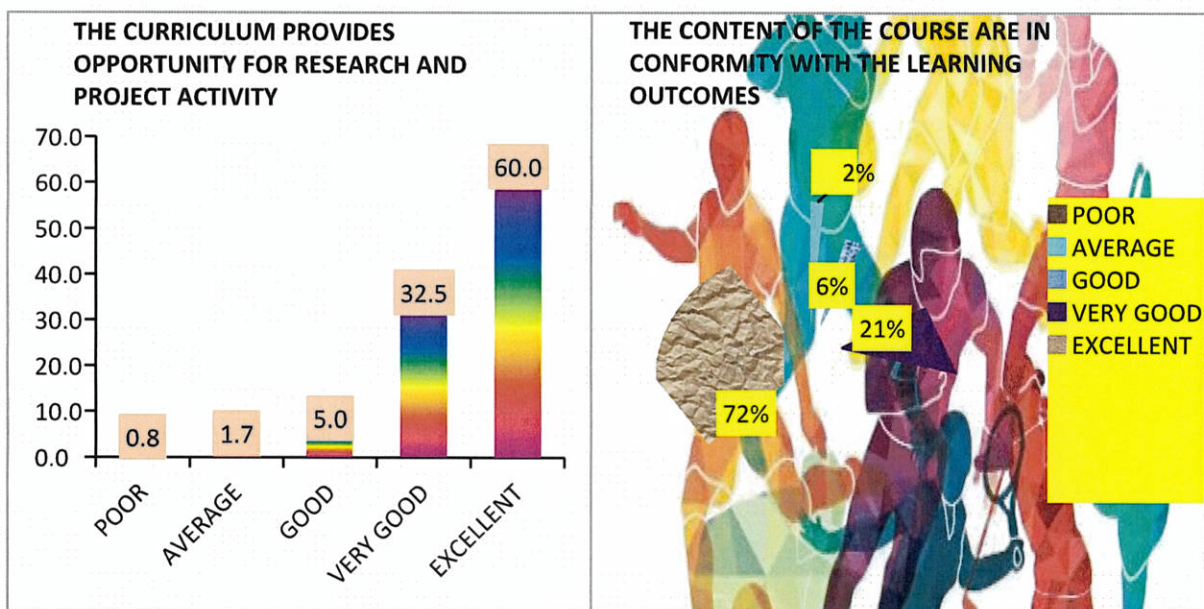 THE CURRICULUM PROVIDES
OPPORTUNITY FOR RESEARCH AND
PROJECT ACTIVITY
70.0
60.0
50.0
40.0
30.0
20.0
10.0
0.0
0.8
1.7
5.0
32.5
60.0
POOR
AVERAGE
GOOD
VERY GOOD
EXCELLENT
THE CONTENT OF THE COURSE ARE IN
CONFORMITY WITH THE LEARNING
OUTCOMES
2%
6%
21%
72%
POOR
AVERAGE
GOOD
VERY GOOD
EXCELLENT